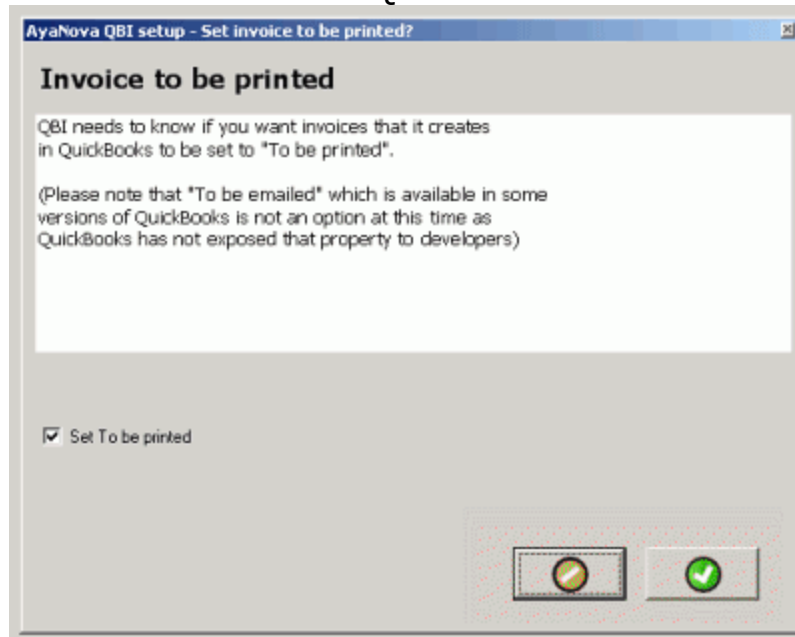 AyaNova QBI setup - Set invoice to be printed?
Invoice to be printed
QBI needs to know if you want invoices that it creates
in QuickBooks to be set to "To be printed".
(Please note that "To be emailed" which is available in some
versions of QuickBooks is not an option at this time as
QuickBooks has not exposed that property to developers)
Set To be printed